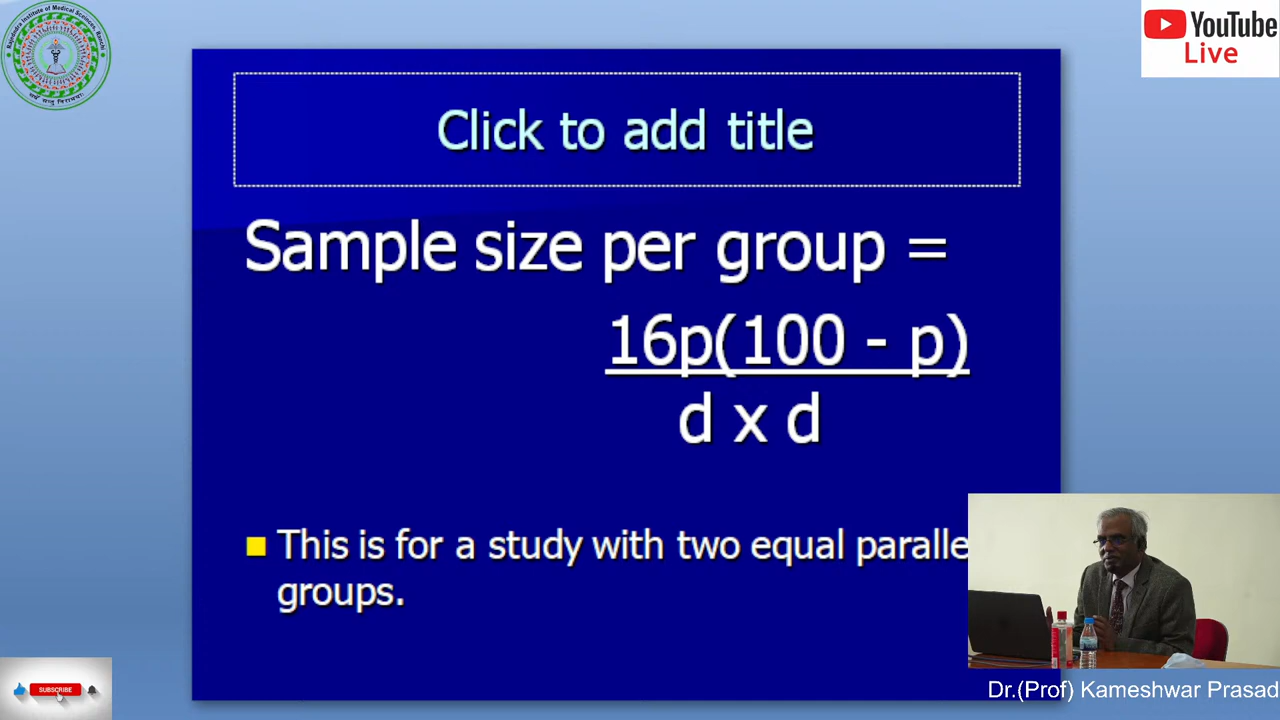 YouTube
Live
Click to add title
Sample size per group =
16p(100 - p)
d x d
■ This is for a study with two equal paralle
groups.
SUBSCRIBE
Dr.(Prof) Kameshwar Prasad